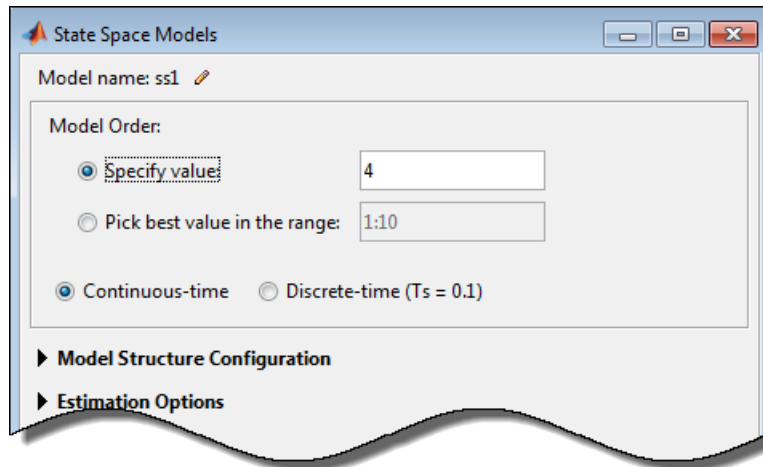 State Space Models
Model name: ss1
Model Order:
Specify value: 4
Pick best value in the range: 1:10
Continuous-time Discrete-time (Ts = 0.1)
Model Structure Configuration
Estimation Options